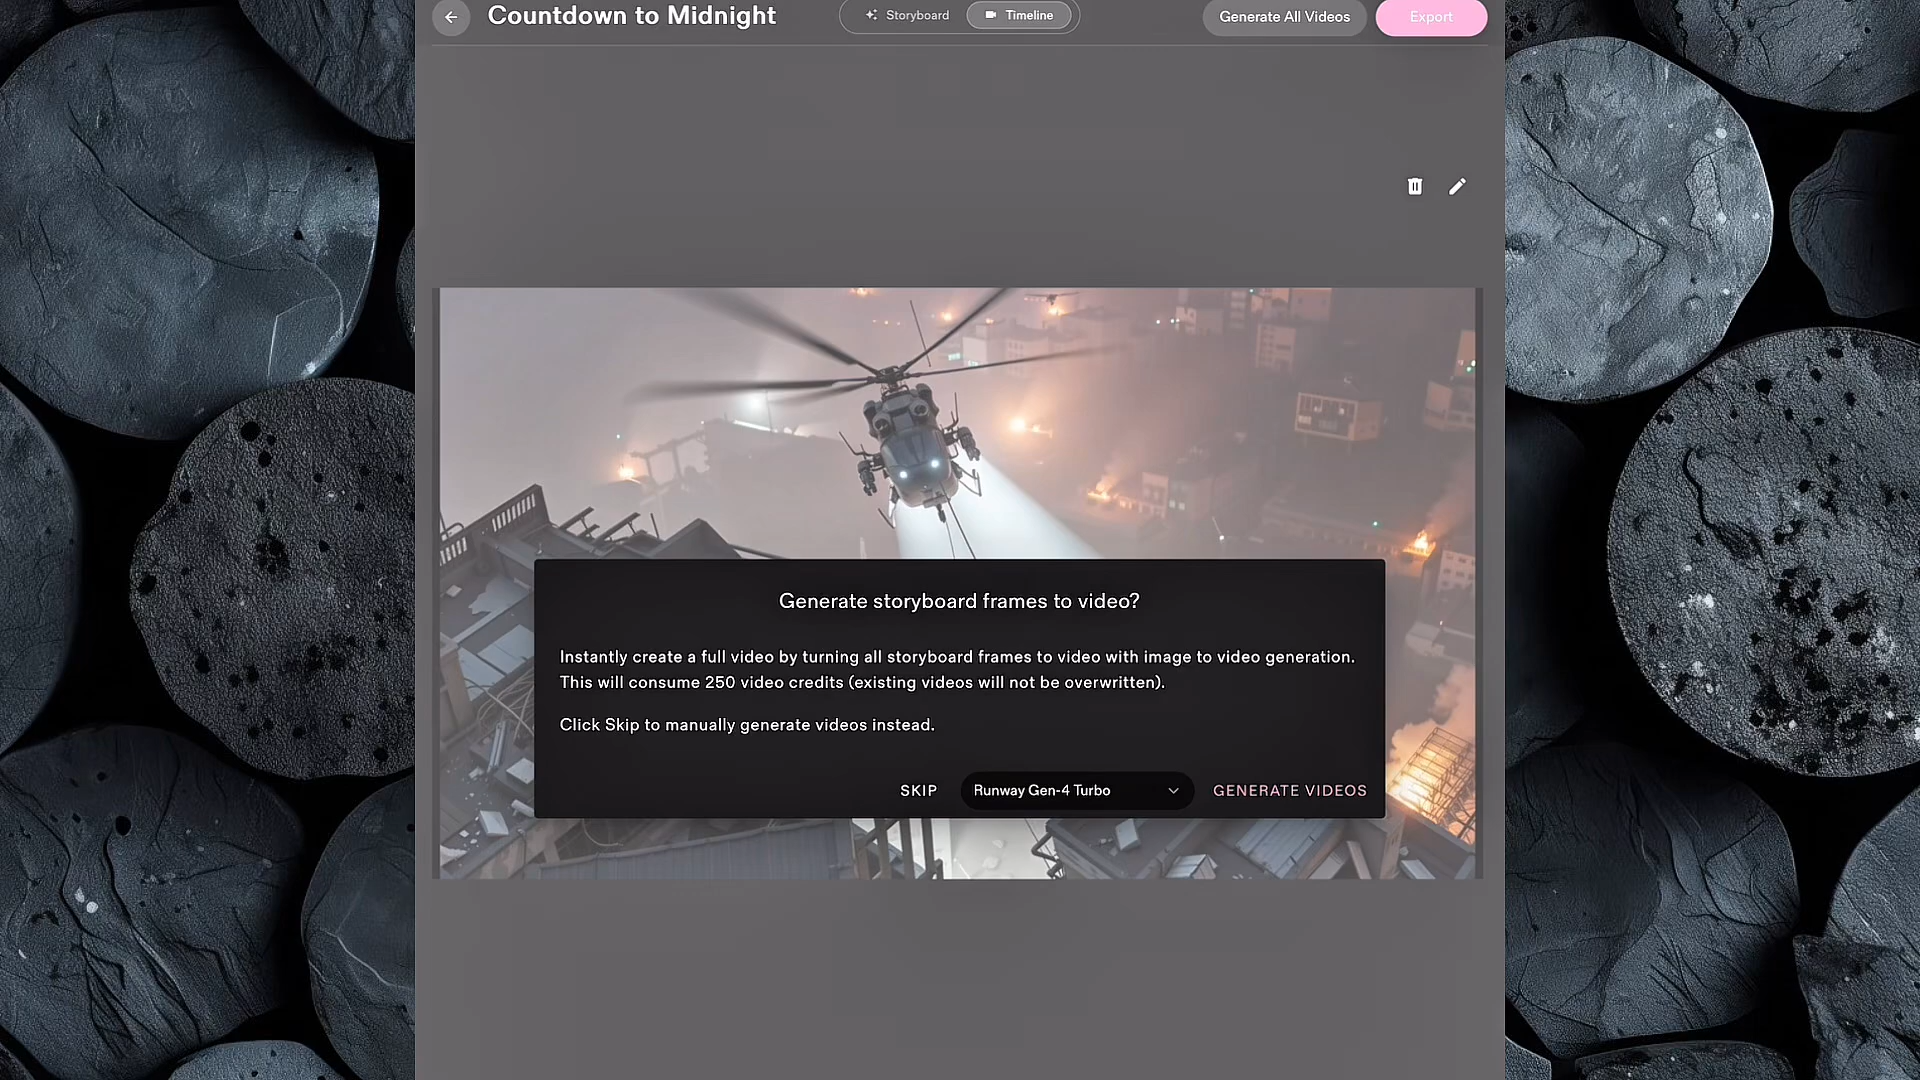 Countdown to Midnight
Storyboard
Timeline
Generate All Videos
Export
Generate storyboard frames to video?
Instantly create a full video by turning all storyboard frames to video with image to video generation.
This will consume 250 video credits (existing videos will not be overwritten).
Click Skip to manually generate videos instead.
SKIP
Runway Gen-4 Turbo
GENERATE VIDEOS